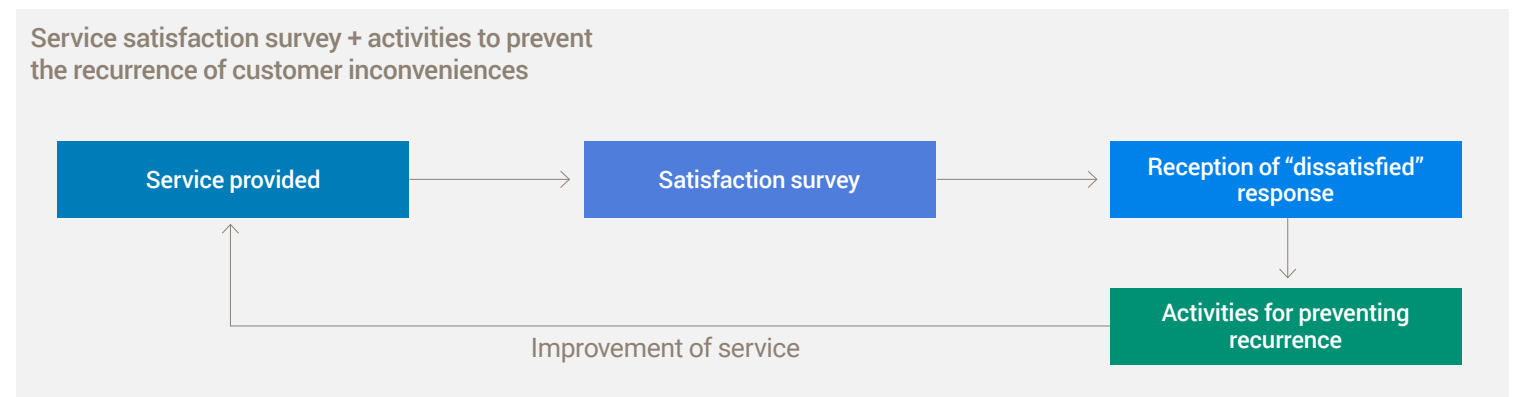 Service satisfaction survey + activities to prevent
the recurrence of customer inconveniences
Service provided
Satisfaction survey
Reception of “dissatisfied”
response
Activities for preventing
recurrence
Improvement of service